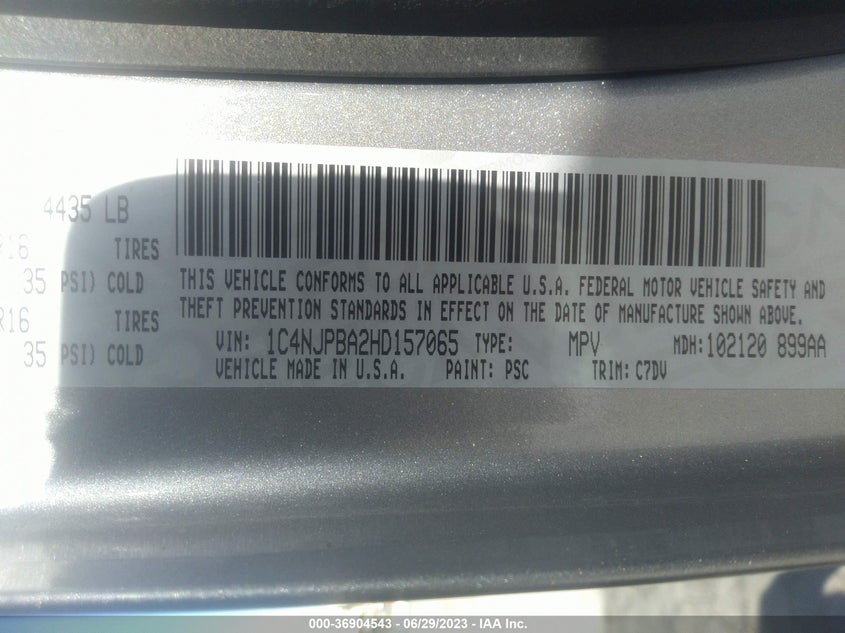 4435 LB
TIRES
35 PSI) COLD
R16 TIRES
35 PSI) COLD
THIS VEHICLE CONFORMS TO ALL APPLICABLE U.S.A. FEDERAL MOTOR VEHICLE SAFETY AND
THEFT PREVENTION STANDARDS IN EFFECT ON THE DATE OF MANUFACTURE SHOWN ABOVE.
VIN: 1C4NJPBA2HD157065 TYPE: MPV MDH:102120 899AA
VEHICLE MADE IN U.S.A. PAINT: PSC TRIM: C7DV
000-36904543 - 06/29/2023 - IAA Inc.